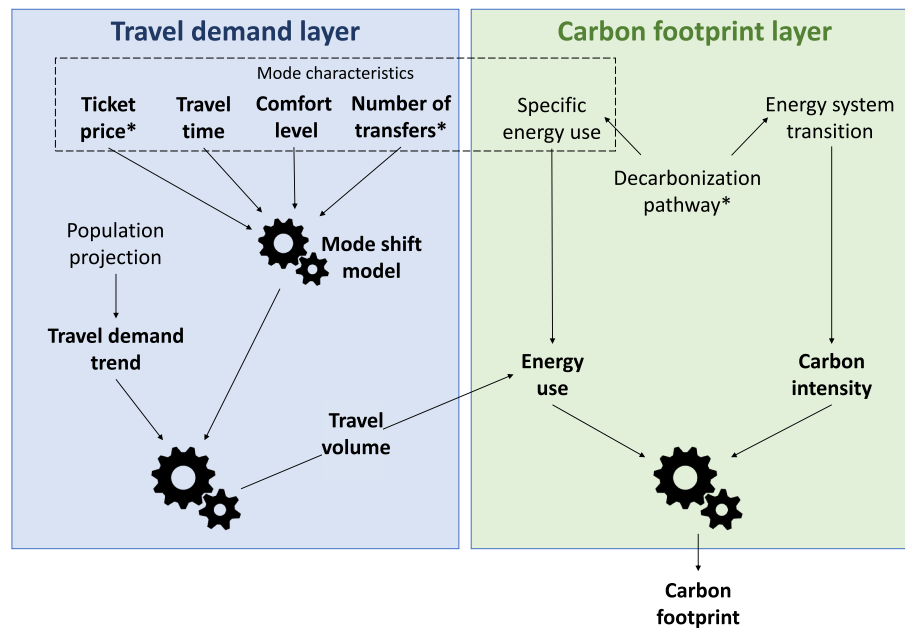 Travel demand layer
Carbon footprint layer
Mode characteristics
Ticket
price*
Travel
time
Comfort
level
Number of
transfers*
Specific
energy use
Energy system
transition
Decarbonization
pathway*
Population
projection
Mode shift
model
Travel demand
trend
Energy
use
Carbon
intensity
Travel
volume
Carbon
footprint